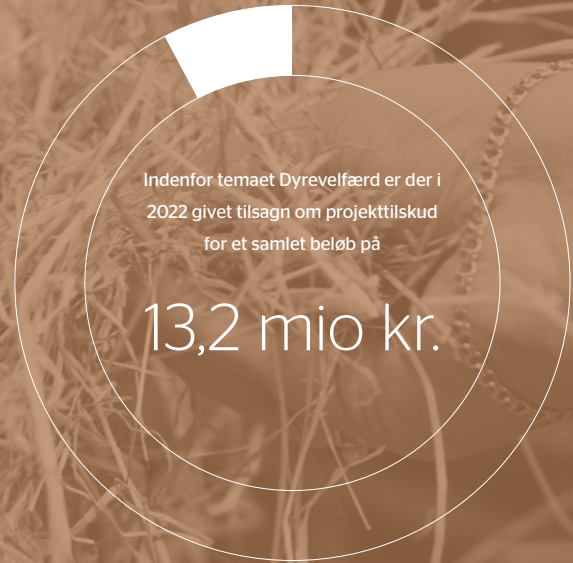 Indenfor temaet Dyrevelfærd er der i
2022 givet tilsagn om projekttilskud
for et samlet beløb på
13,2 mio kr.